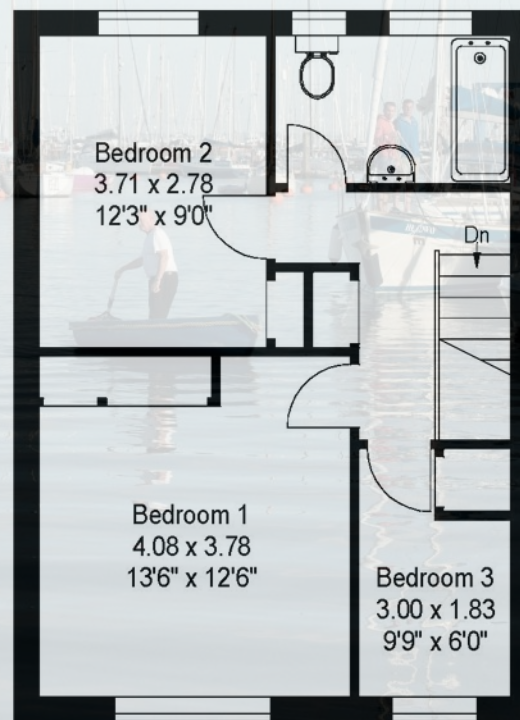 Bedroom 2
3.71 x 2.78
12'3" x 9'0"
Dn
Bedroom 1
4.08 x 3.78
13'6" x 12'6"
Bedroom 3
3.00 x 1.83
9'9" x 6'0"